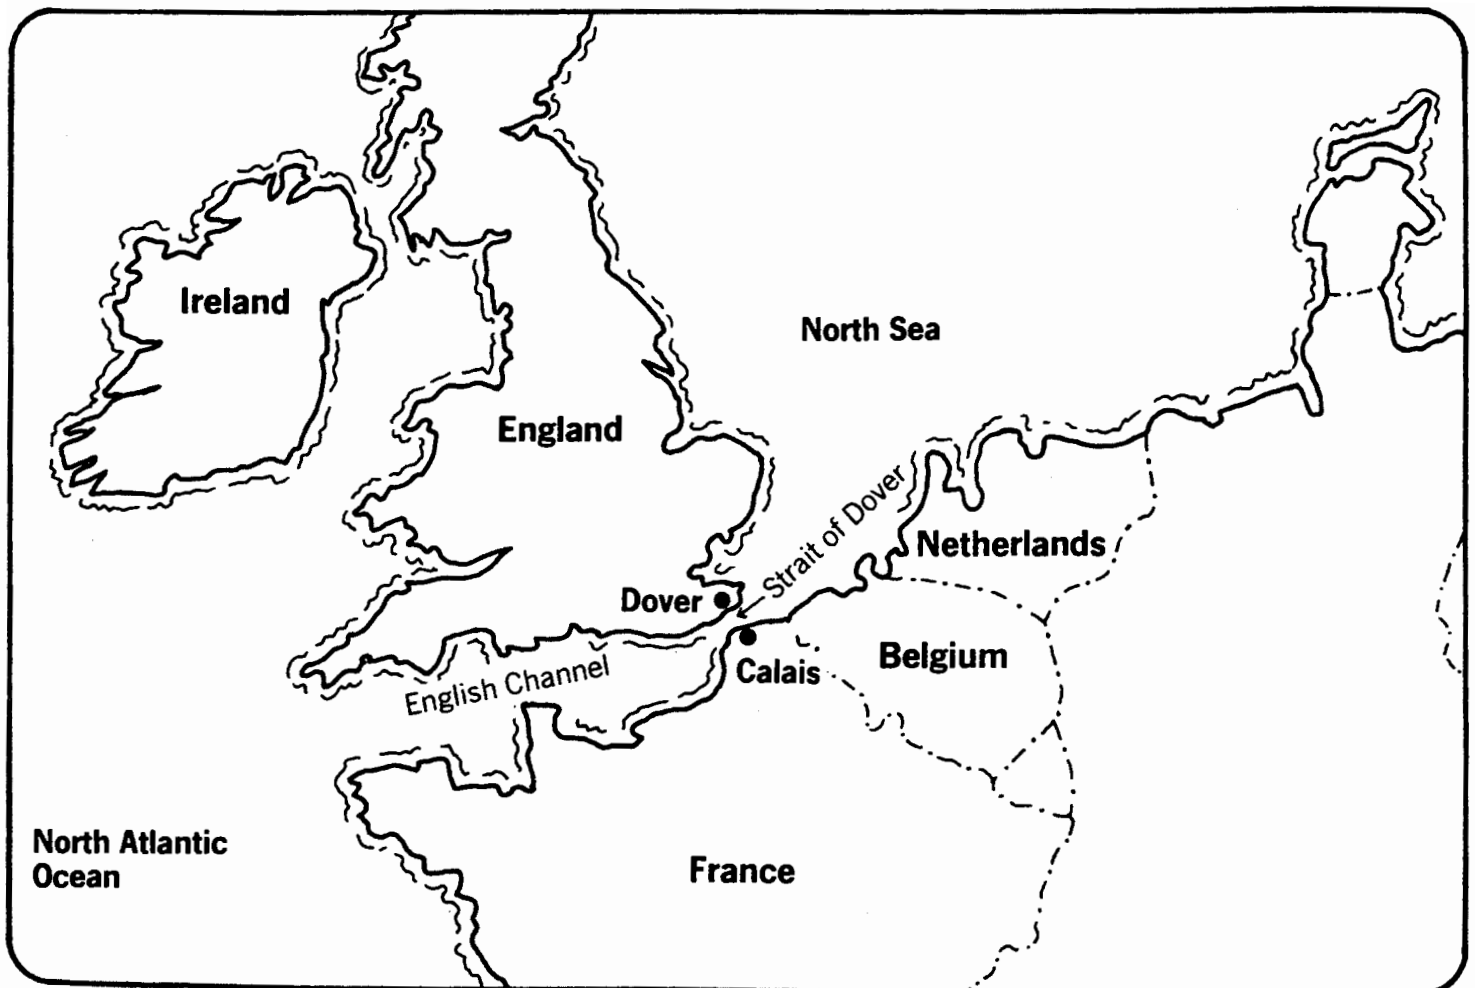 Ireland
North Sea
England
Strait of Dover
Netherlands
Dover
Belgium
Calais
English Channel
North Atlantic
Ocean
France